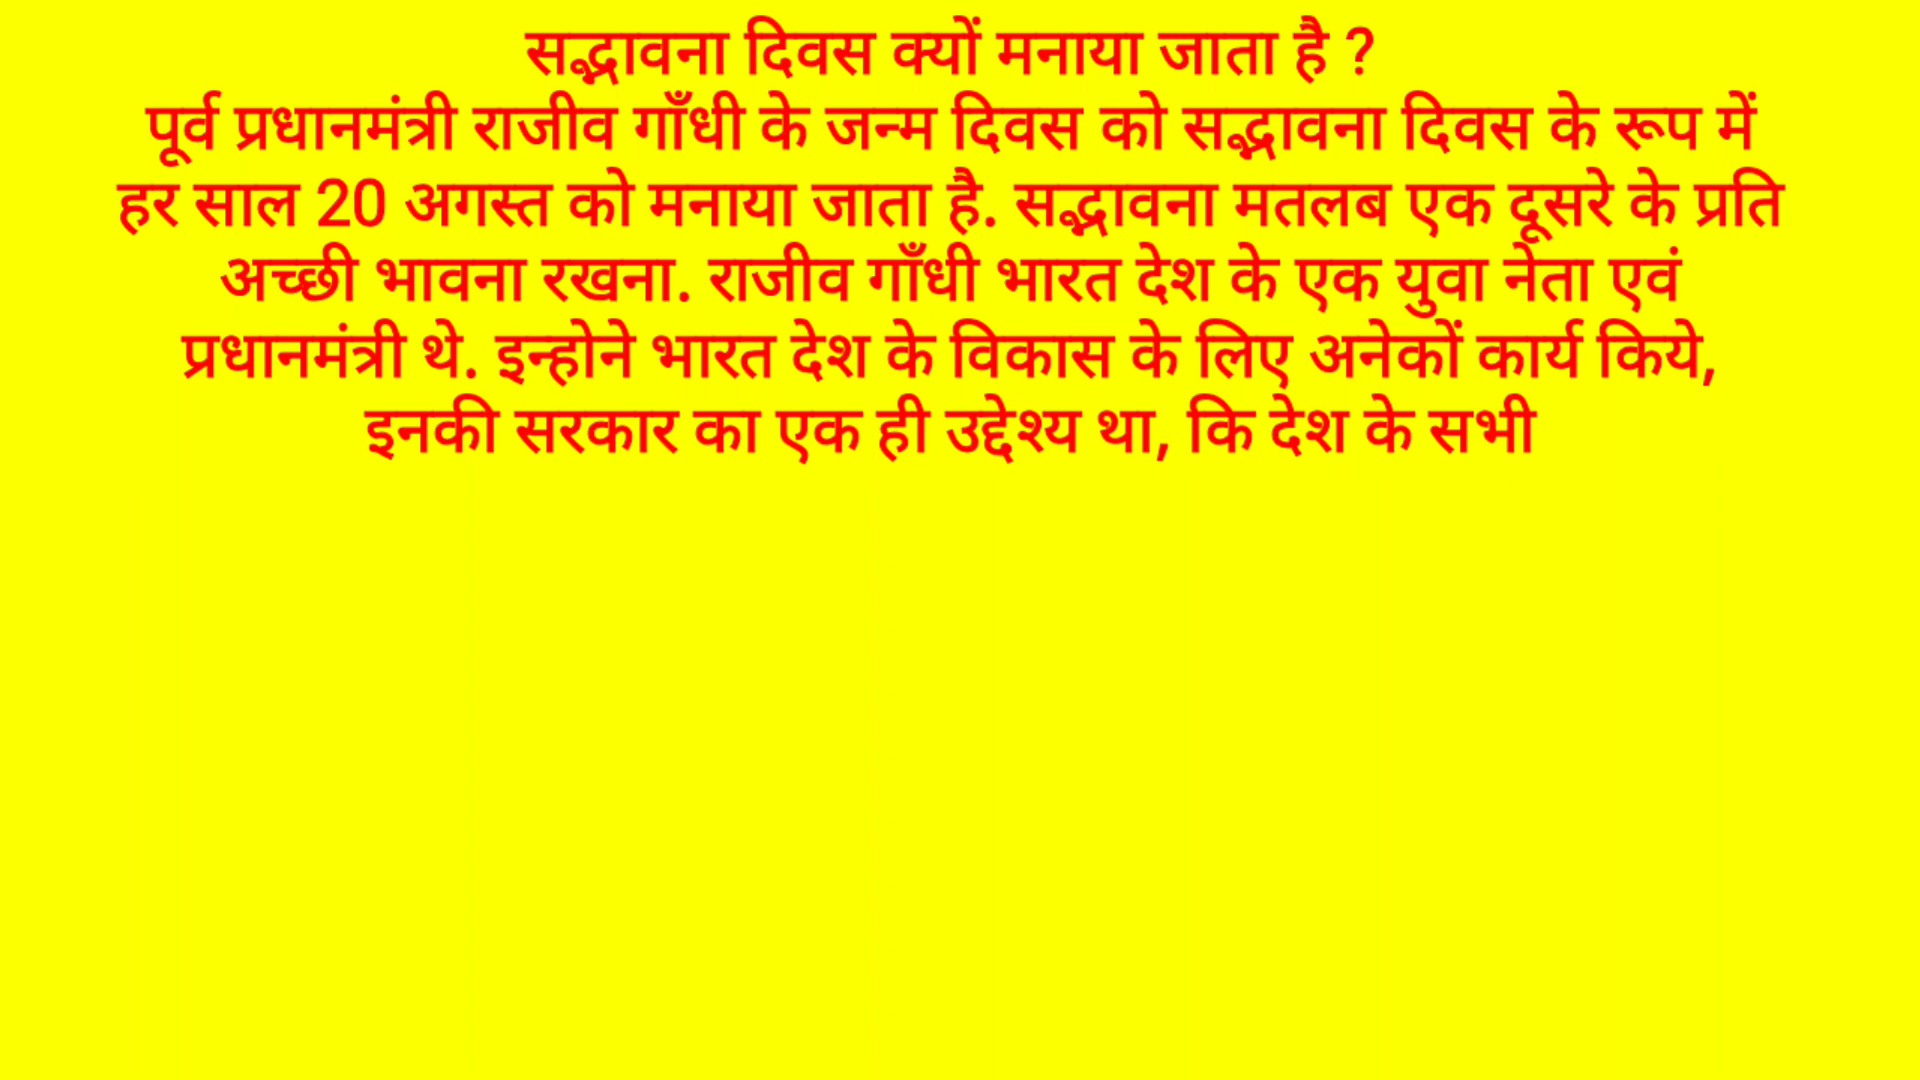 सद्भावना दिवस क्यों मनाया जाता है ?
पूर्व प्रधानमंत्री राजीव गाँधी के जन्म दिवस को सद्भावना दिवस के रूप में
हर साल 20 अगस्त को मनाया जाता है. सद्भावना मतलब एक दूसरे के प्रति
अच्छी भावना रखना. राजीव गाँधी भारत देश के एक युवा नेता एवं
प्रधानमंत्री थे. इन्होने भारत देश के विकास के लिए अनेकों कार्य किये,
इनकी सरकार का एक ही उद्देश्य था, कि देश के सभी